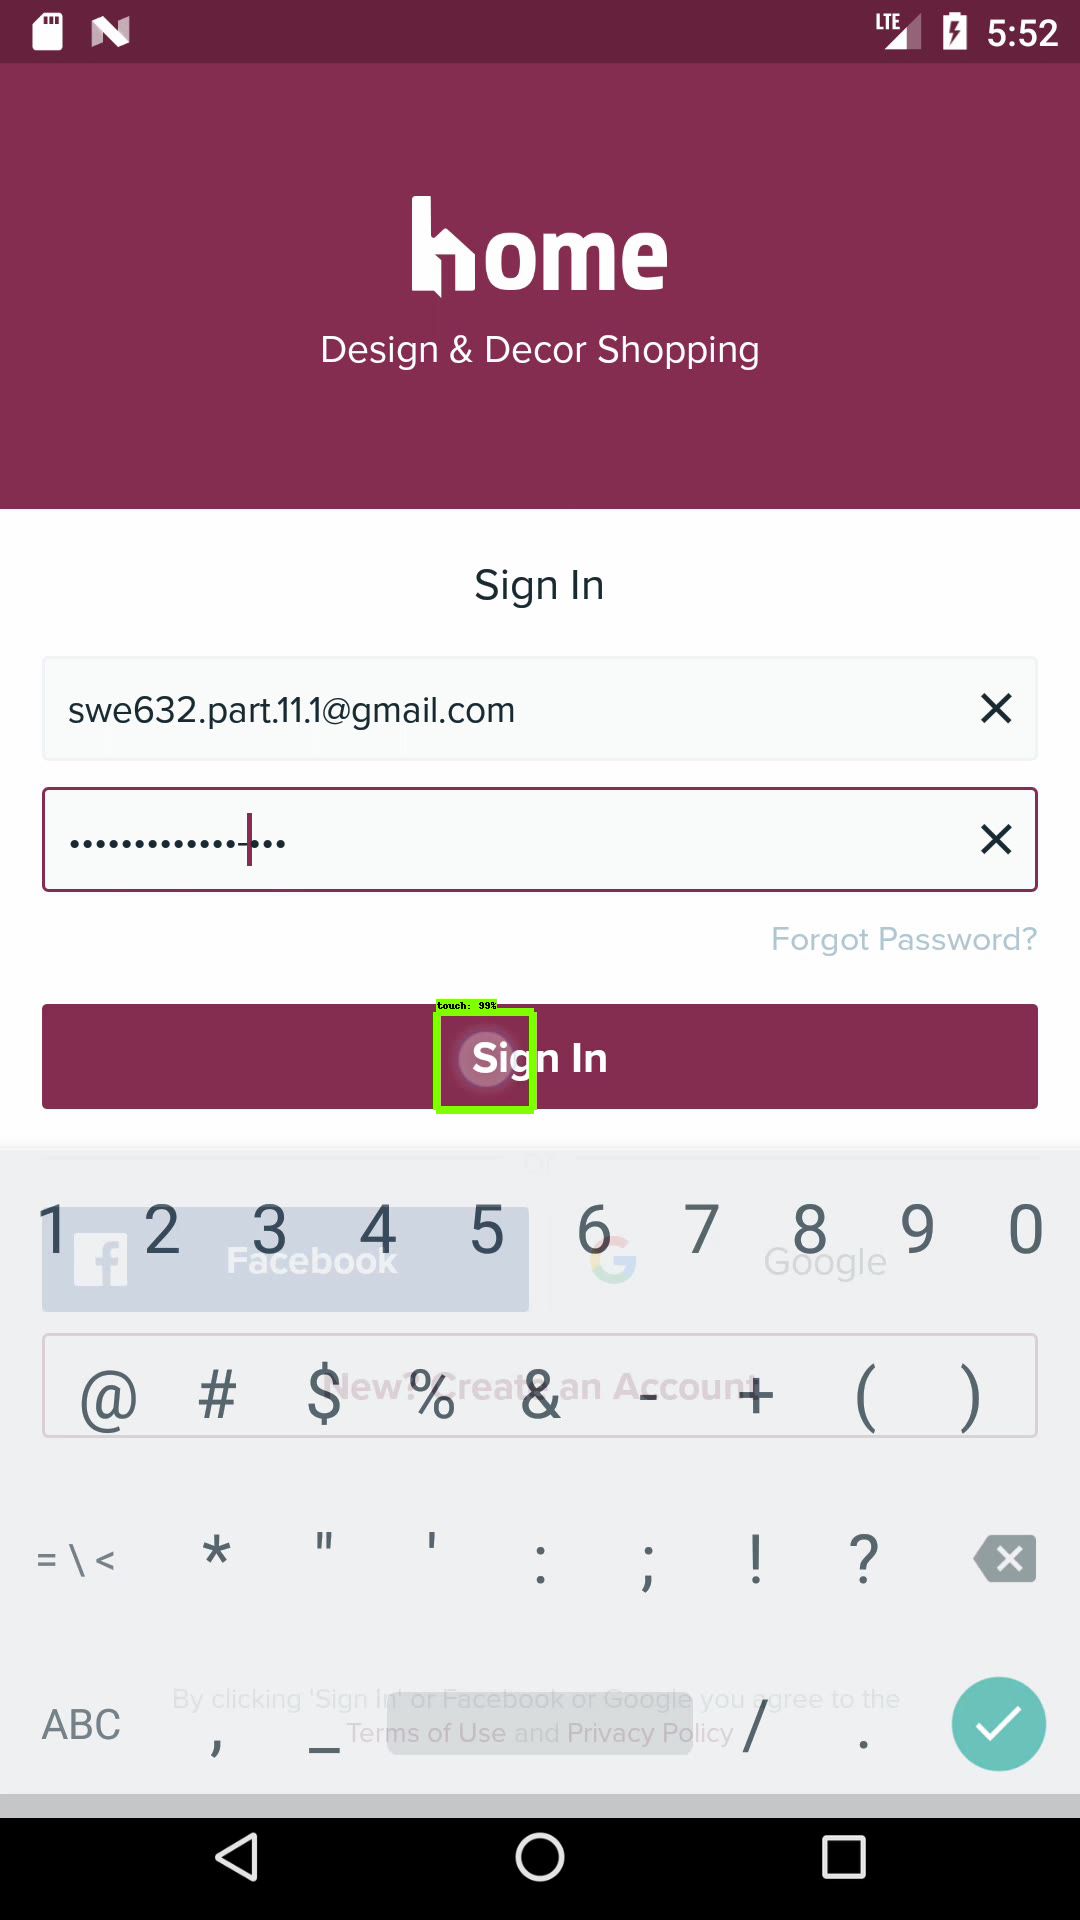 LTE 5:52
home
Design & Decor Shopping
Sign In
swe632.part.11.1@gmail.com
•••••••••••••-•••
Forgot Password?
touch: 99%
Sign In
or
1 2 3 4 5 6 7 8 9 0
Facebook
Google
@ # $ % & - + ( )
New? Create an Account
= \ < * " ' : ; ! ?
By clicking 'Sign In' or Facebook or Google you agree to the
Terms of Use and Privacy Policy
ABC , _ / .